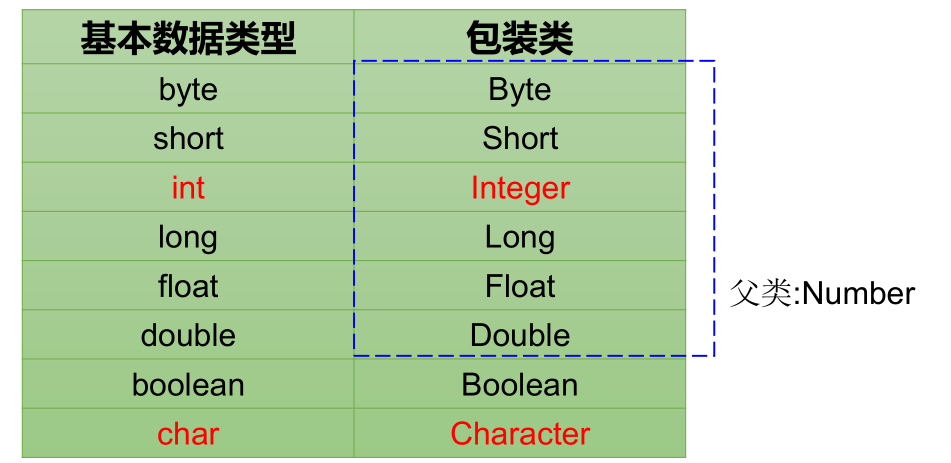 基本数据类型 包装类
byte Byte
short Short
int Integer
long Long
float Float
double Double
boolean Boolean
char Character
父类:Number